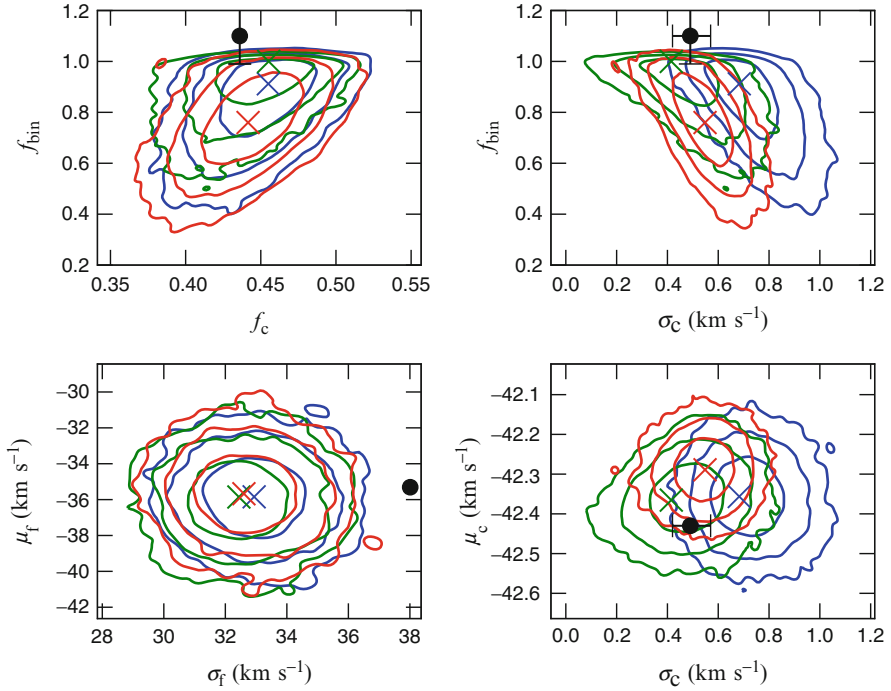 1.2
1.0
0.8
0.6
0.4
0.2
f_bin
0.35 0.40 0.45 0.50 0.55
f_c
1.2
1.0
0.8
0.6
0.4
0.2
f_bin
0.0 0.2 0.4 0.6 0.8 1.0 1.2
σ_c (km s⁻¹)
−30
−32
−34
−36
−38
−40
−42
μ_f (km s⁻¹)
28 30 32 34 36 38
σ_f (km s⁻¹)
−42.1
−42.2
−42.3
−42.4
−42.5
−42.6
μ_c (km s⁻¹)
0.0 0.2 0.4 0.6 0.8 1.0 1.2
σ_c (km s⁻¹)